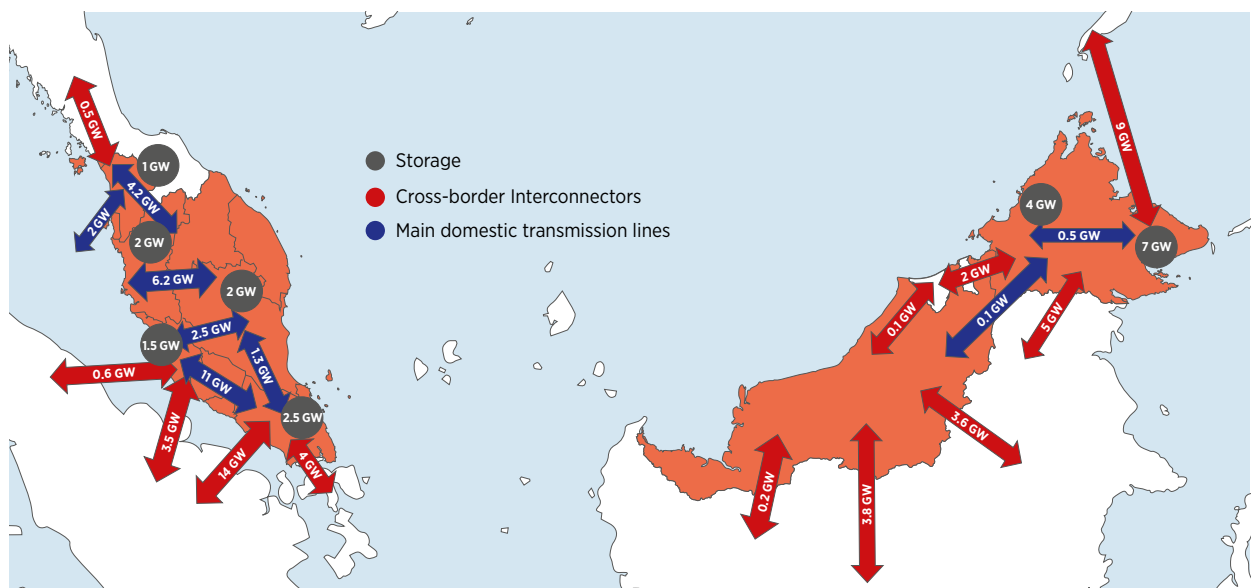 0.5 GW
1 GW
4.2 GW
2 GW
2 GW
6.2 GW
2 GW
2.5 GW
1.5 GW
0.6 GW
1.3 GW
11 GW
3.5 GW
14 GW
2.5 GW
4 GW
Storage
Cross-border Interconnectors
Main domestic transmission lines
9 GW
4 GW
0.5 GW
7 GW
2 GW
0.1 GW
0.1 GW
5 GW
3.6 GW
0.2 GW
3.8 GW